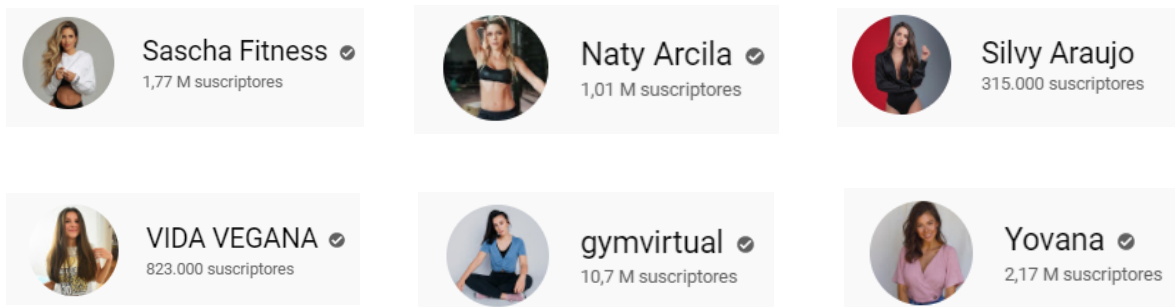 Sascha Fitness
1,77 M suscriptores
Naty Arcila
1,01 M suscriptores
Silvy Araujo
315.000 suscriptores
VIDA VEGANA
823.000 suscriptores
gymvirtual
10,7 M suscriptores
Yovana
2,17 M suscriptores